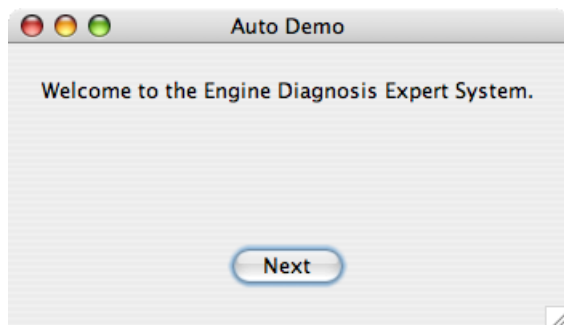 Auto Demo
Welcome to the Engine Diagnosis Expert System.
Next